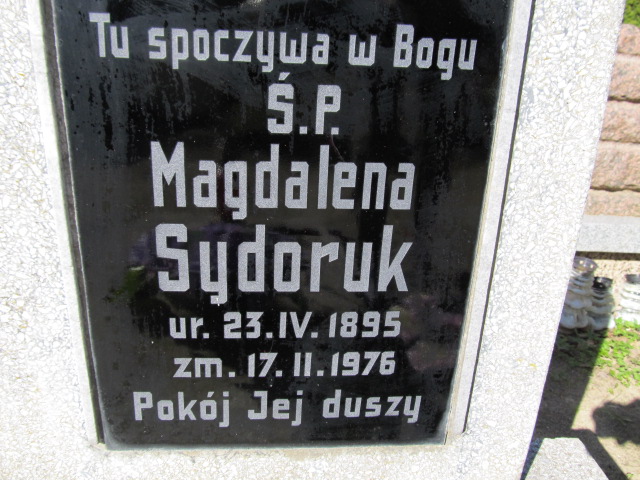 Tu spoczywa w Bogu
Ś.P.
Magdalena
Sydoruk
ur. 23.IV.1895
zm. 17.II.1976
Pokój Jej duszy